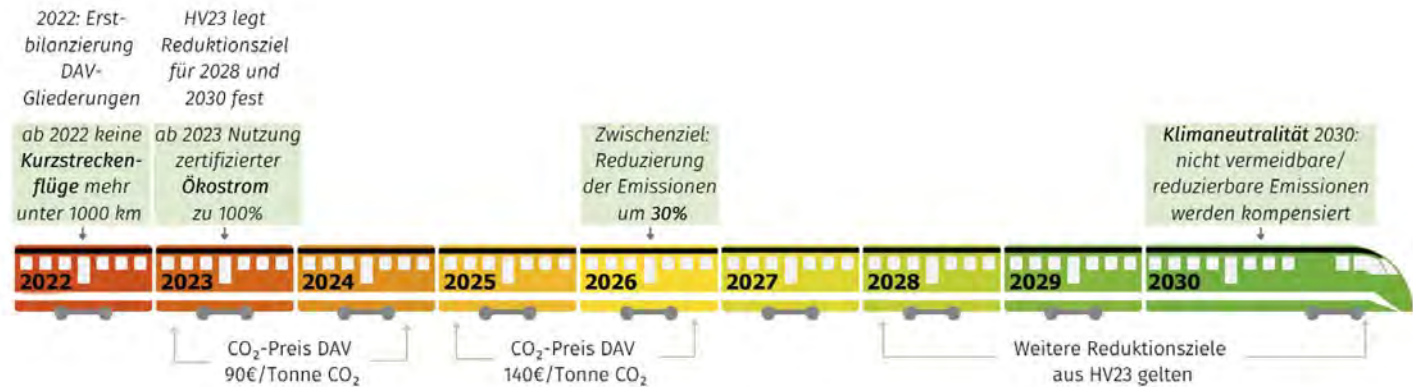 2022: Erst-
bilanzierung
DAV-
Gliederungen
HV23 legt
Reduktionsziel
für 2028 und
2030 fest
ab 2022 keine
Kurzstrecken-
flüge mehr
unter 1000 km
ab 2023 Nutzung
zertifizierter
Ökostrom
zu 100%
Zwischenziel:
Reduzierung
der Emissionen
um 30%
Klimaneutralität 2030:
nicht vermeidbare/
reduzierbare Emissionen
werden kompensiert
2022
2023
2024
2025
2026
2027
2028
2029
2030
CO₂-Preis DAV
90€/Tonne CO₂
CO₂-Preis DAV
140€/Tonne CO₂
Weitere Reduktionsziele
aus HV23 gelten